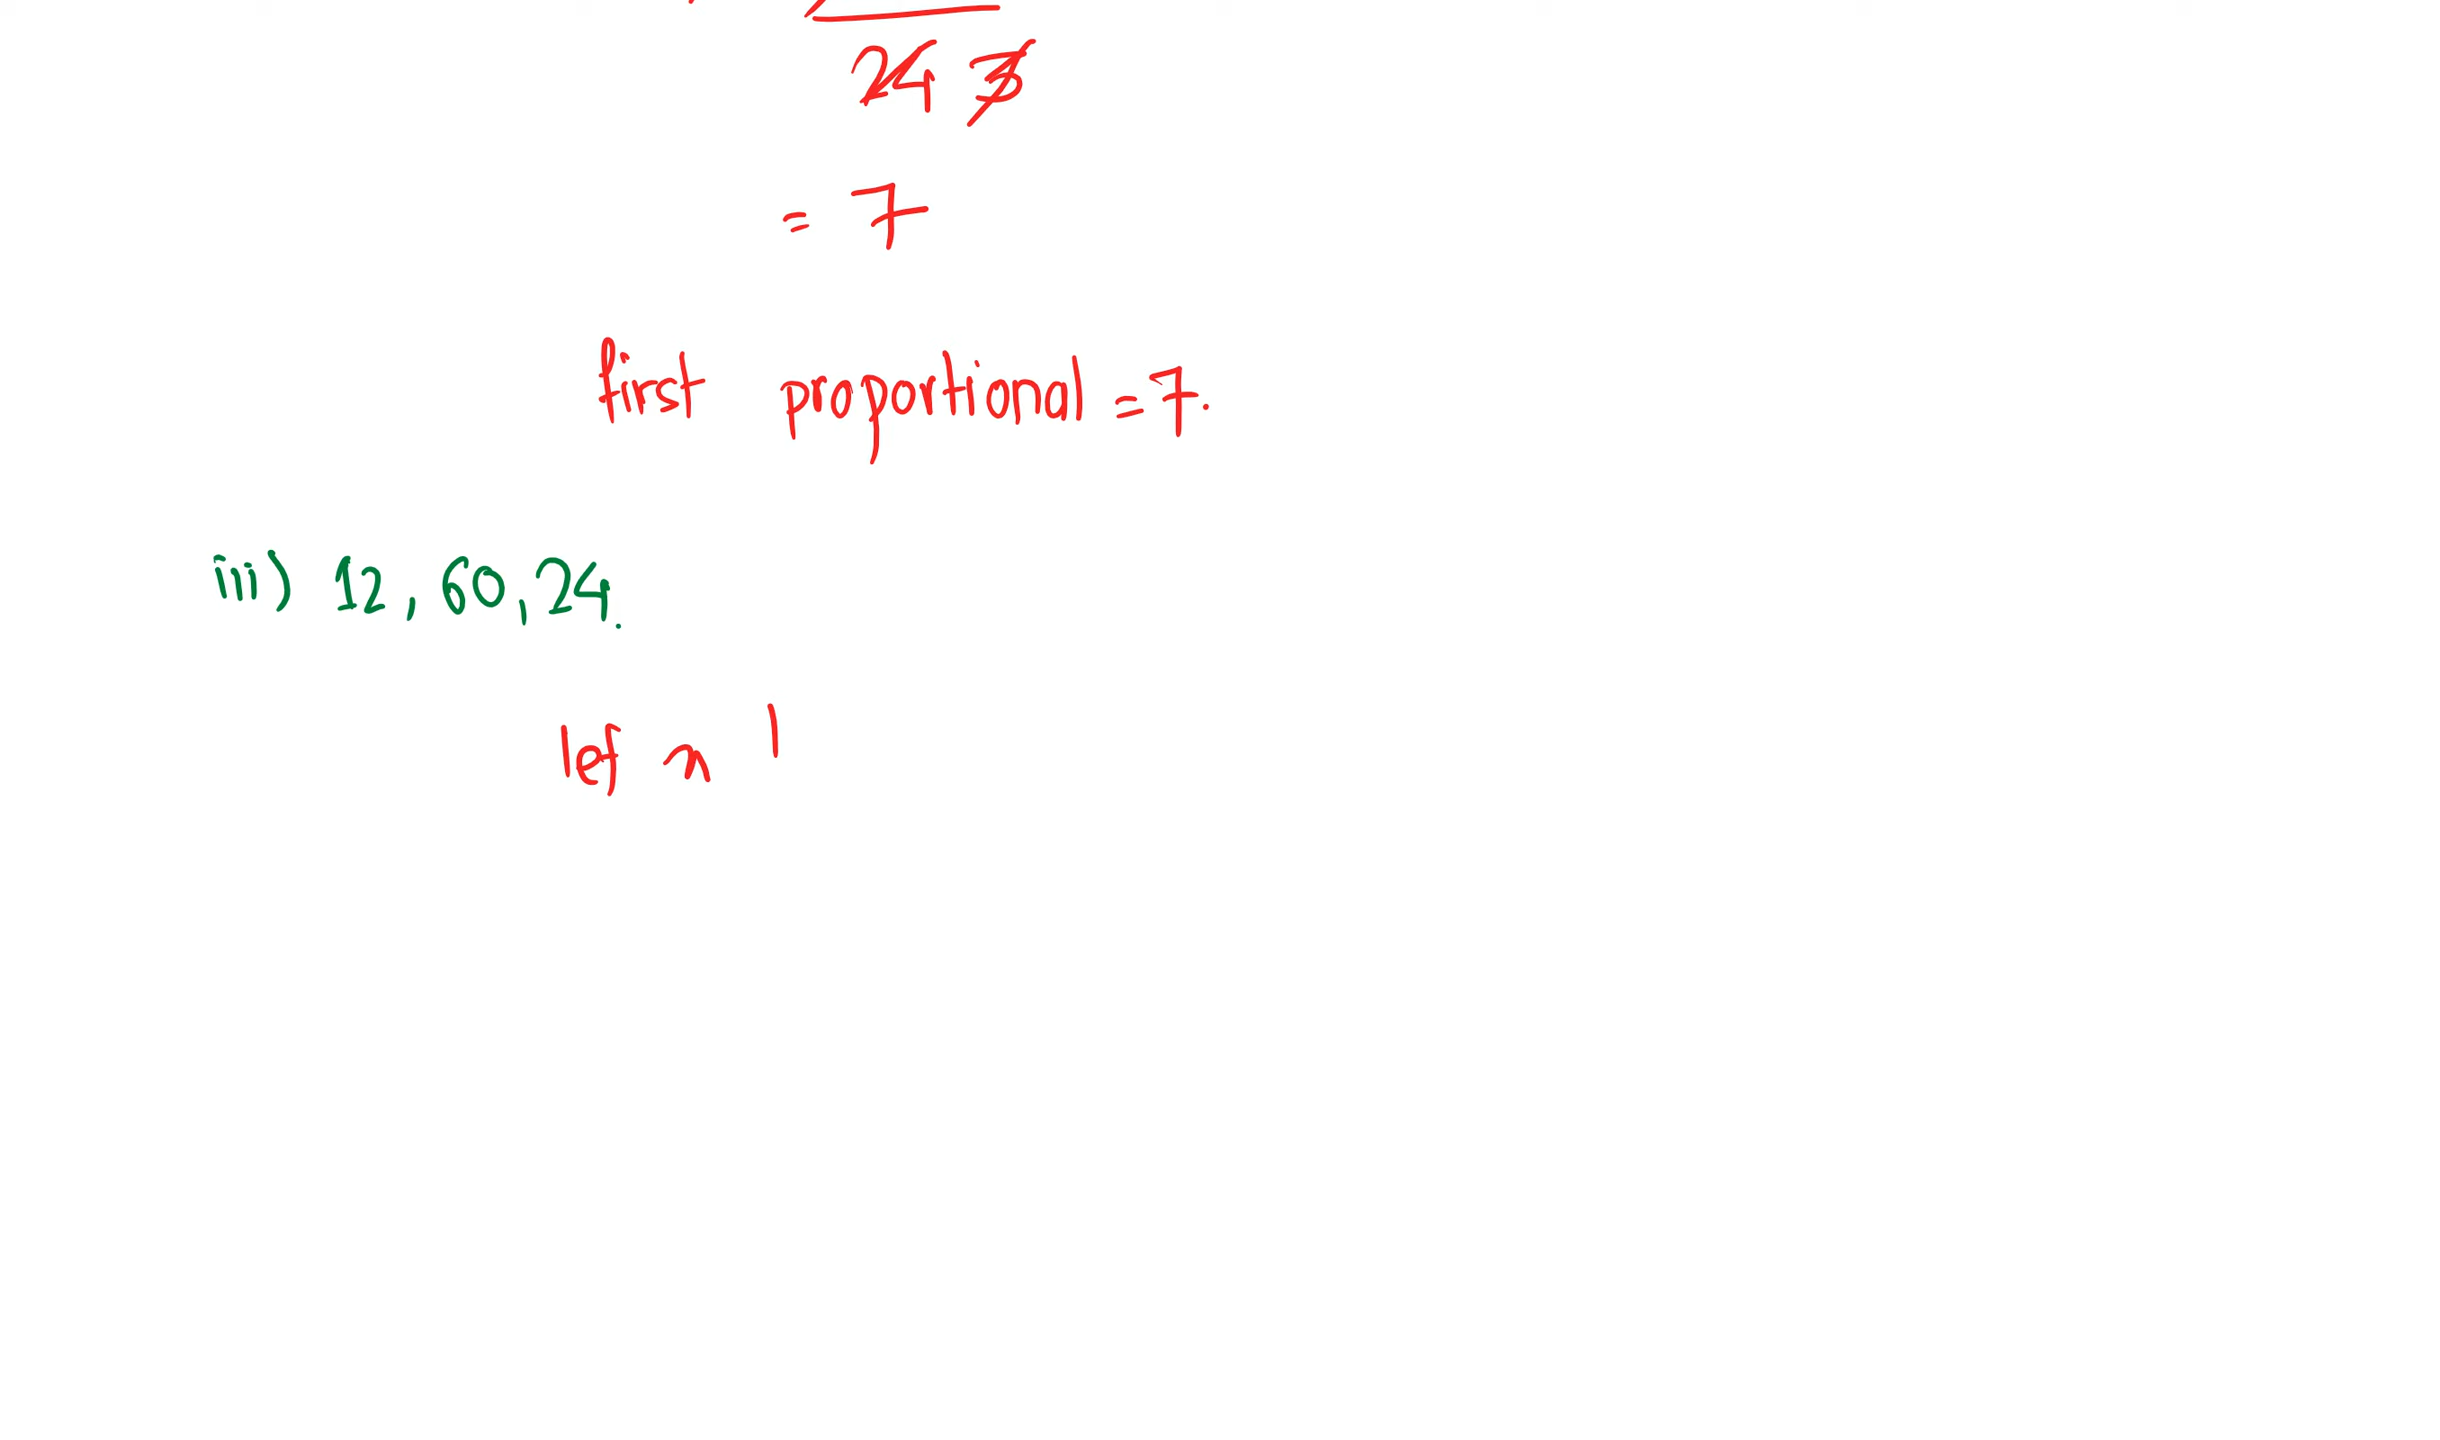 24 3
= 7
first proportional = 7.
iii) 12, 60, 24.
let x